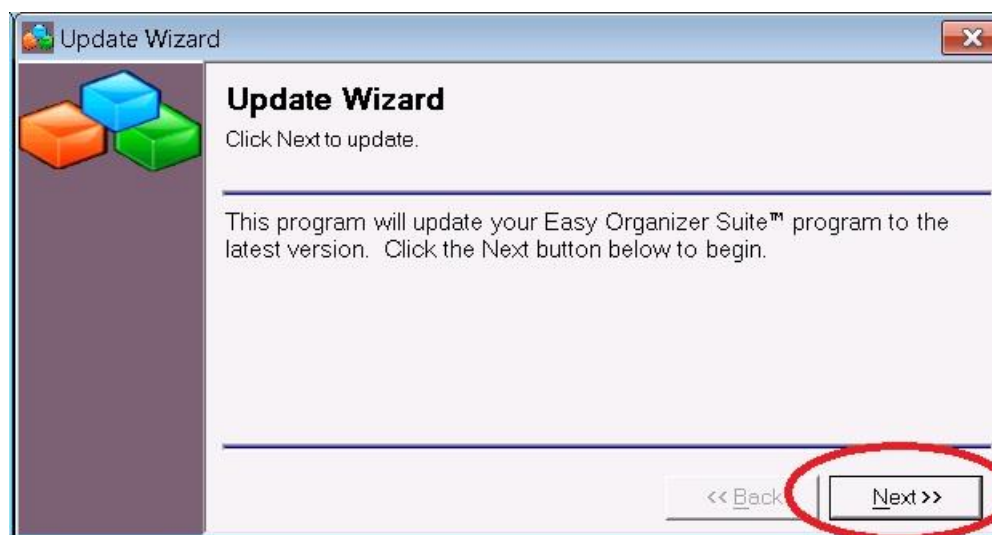 Update Wizard
Update Wizard
Click Next to update.
This program will update your Easy Organizer Suite™ program to the
latest version.  Click the Next button below to begin.
<< Back
Next >>